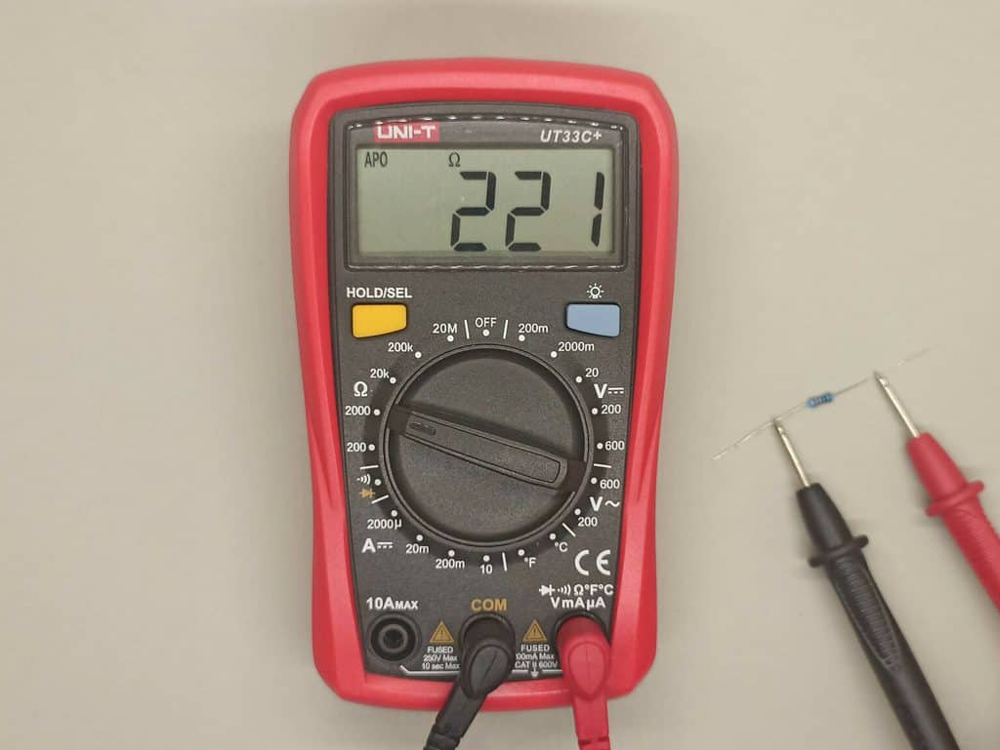 UNI-T
UT33C+
APO Ω
221
HOLD/SEL
OFF
20M
200m
200k
2000m
20k
20
Ω
V⎓
2000
200
200
600
600
V~
2000µ
200
A⎓
20m
°C
200m
10
°F
CE
10AMAX
COM
Ω°F°C
VmAµA
FUSED
250V Max
10 sec Max
FUSED
200mA Max
CAT II 600V